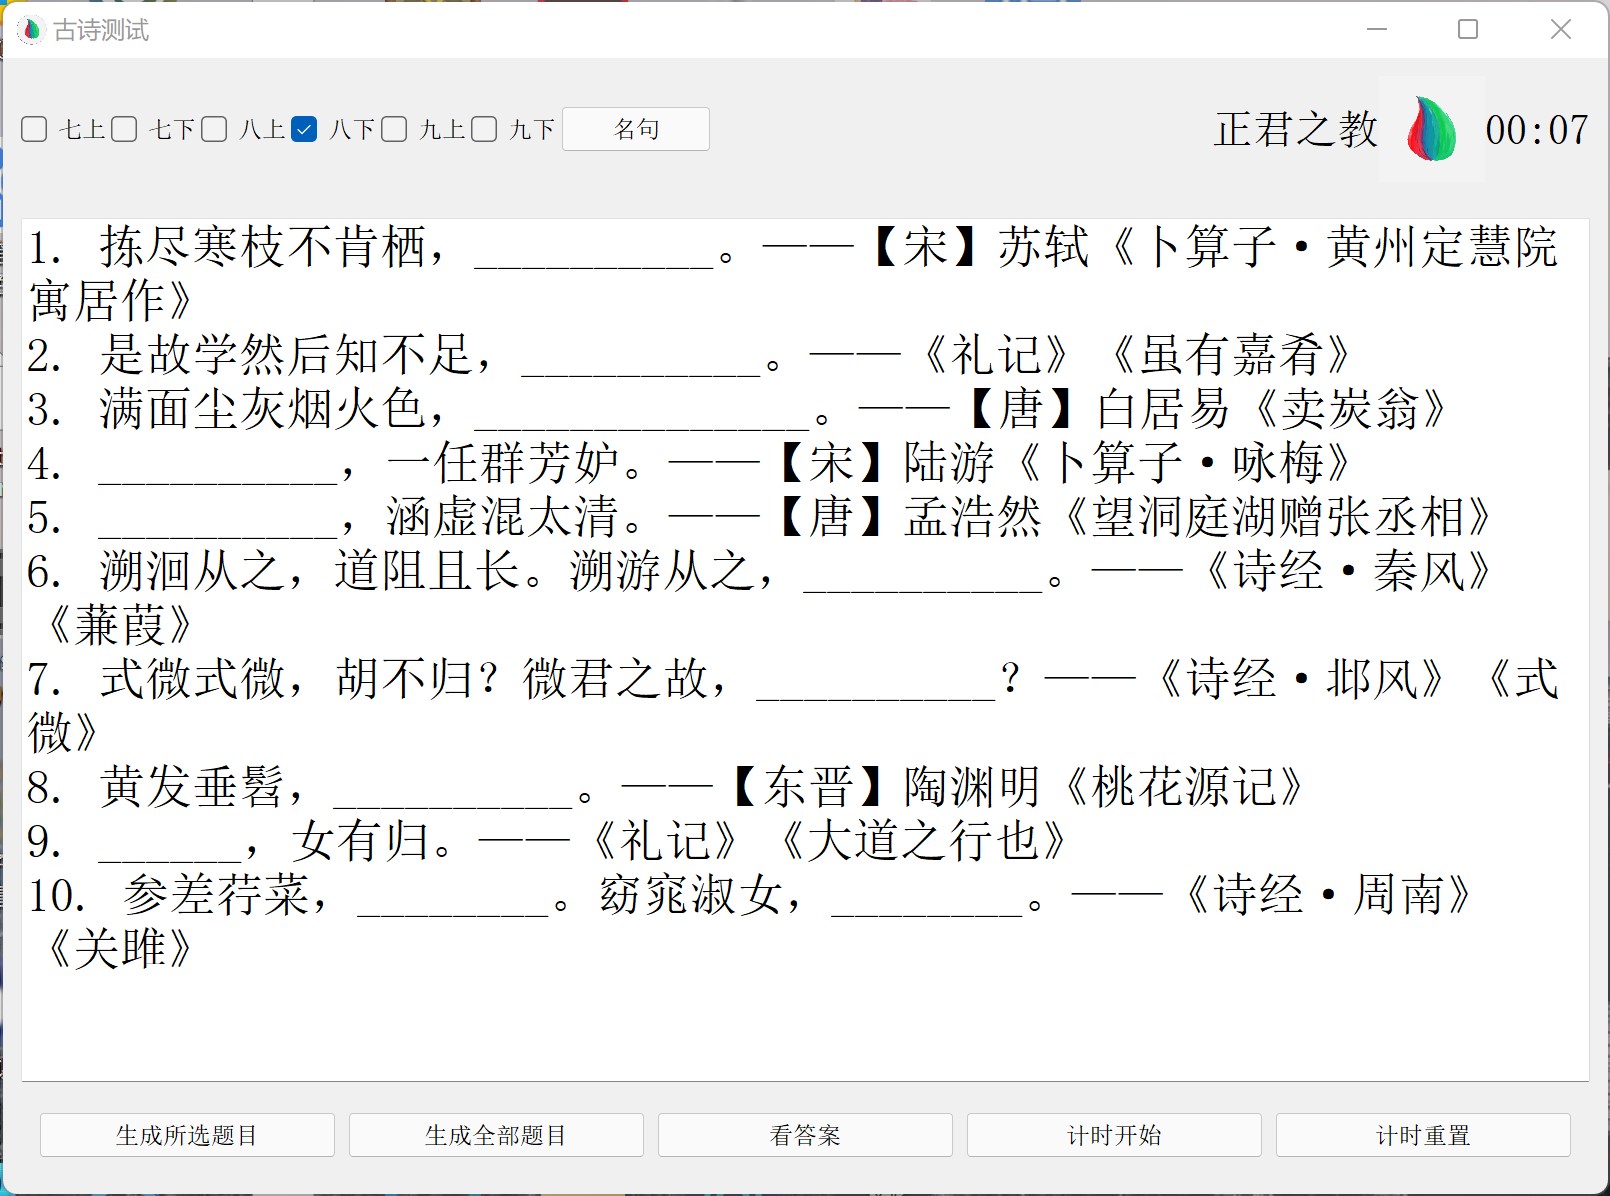 古诗测试
七上 七下 八上 八下 九上 九下 名句 正君之教 00:07
1. 拣尽寒枝不肯栖，__________。——【宋】苏轼《卜算子·黄州定慧院
寓居作》
2. 是故学然后知不足，__________。——《礼记》《虽有嘉肴》
3. 满面尘灰烟火色，______________。——【唐】白居易《卖炭翁》
4. __________，一任群芳妒。——【宋】陆游《卜算子·咏梅》
5. __________，涵虚混太清。——【唐】孟浩然《望洞庭湖赠张丞相》
6. 溯洄从之，道阻且长。溯游从之，__________。——《诗经·秦风》
《蒹葭》
7. 式微式微，胡不归？微君之故，__________？——《诗经·邶风》《式
微》
8. 黄发垂髫，__________。——【东晋】陶渊明《桃花源记》
9. ______，女有归。——《礼记》《大道之行也》
10. 参差荇菜，________。窈窕淑女，________。——《诗经·周南》
《关雎》
生成所选题目 生成全部题目 看答案 计时开始 计时重置